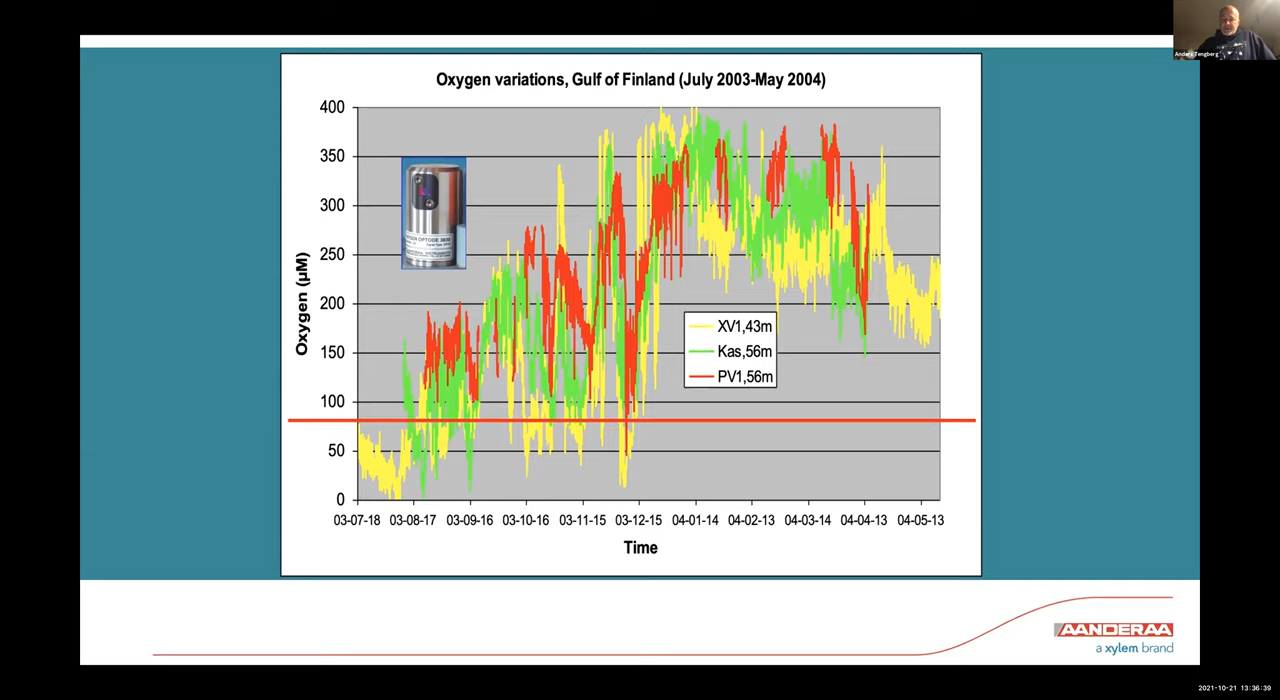 Anders Tengberg
Oxygen variations, Gulf of Finland (July 2003-May 2004)
400
350
300
250
200
150
100
50
0
Oxygen (µM)
XV1,43m
Kas,56m
PV1,56m
03-07-18 03-08-17 03-09-16 03-10-16 03-11-15 03-12-15 04-01-14 04-02-13 04-03-14 04-04-13 04-05-13
Time
AANDERAA
a xylem brand
2021-10-21 13:36:39